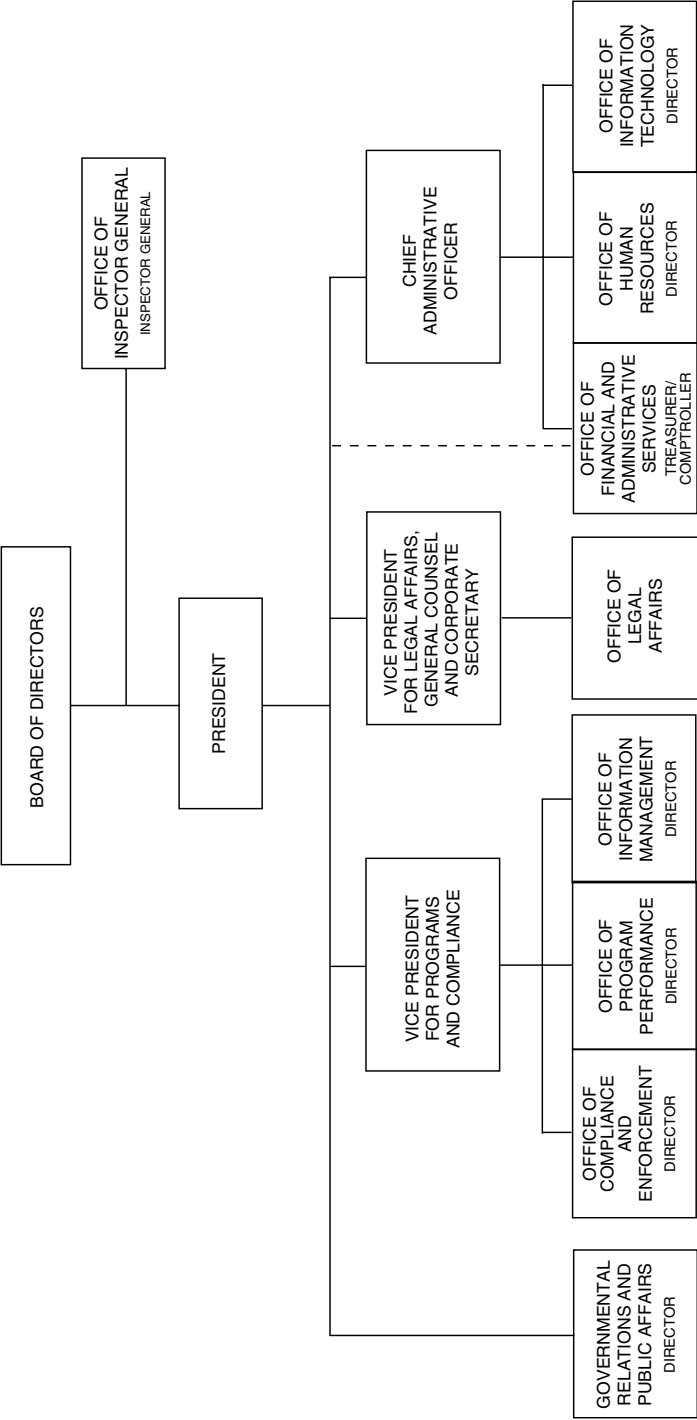 BOARD OF DIRECTORS
OFFICE OF
INSPECTOR GENERAL
INSPECTOR GENERAL
PRESIDENT
VICE PRESIDENT
FOR PROGRAMS
AND COMPLIANCE
VICE PRESIDENT
FOR LEGAL AFFAIRS,
GENERAL COUNSEL
AND CORPORATE
SECRETARY
CHIEF
ADMINISTRATIVE
OFFICER
GOVERNMENTAL
RELATIONS AND
PUBLIC AFFAIRS
DIRECTOR
OFFICE OF
COMPLIANCE
AND
ENFORCEMENT
DIRECTOR
OFFICE OF
PROGRAM
PERFORMANCE
DIRECTOR
OFFICE OF
INFORMATION
MANAGEMENT
DIRECTOR
OFFICE OF
LEGAL
AFFAIRS
OFFICE OF
FINANCIAL AND
ADMINISTRATIVE
SERVICES
TREASURER/
COMPTROLLER
OFFICE OF
HUMAN
RESOURCES
DIRECTOR
OFFICE OF
INFORMATION
TECHNOLOGY
DIRECTOR